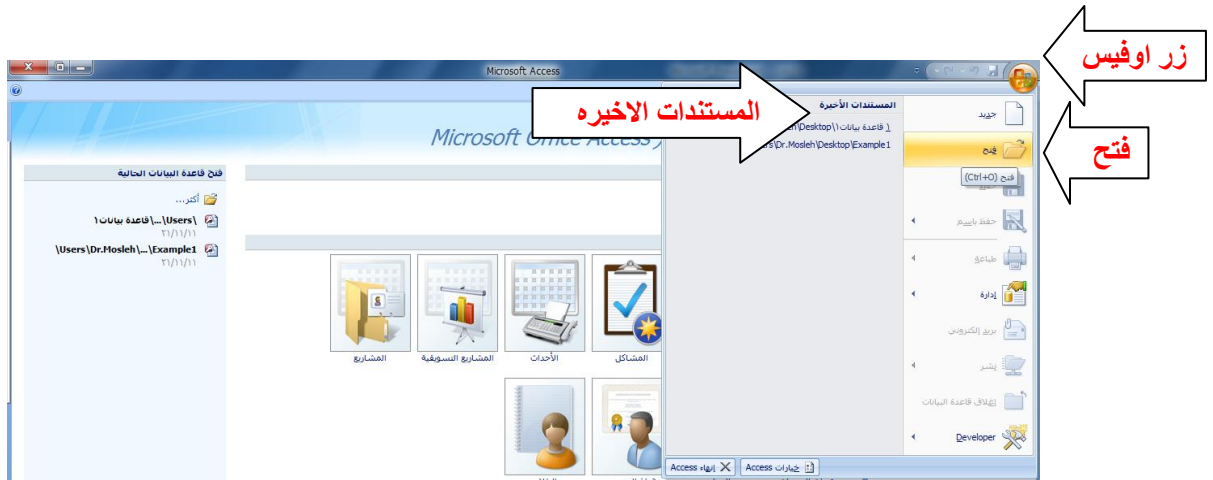 زر اوفيس
Microsoft Access
المستندات الأخيرة
المستندات الاخيره
فتح
جديد
1 قاعدة بيانات١\Desktop\
\Dr.Mosleh\Desktop\Example1
فتح
فتح (Ctrl+O)
حفظ باسم
طباعة
إدارة
بريد إلكتروني
نشر
إغلاق قاعدة البيانات
Developer
خيارات Access
إنهاء Access
Microsoft Office Access
المشاكل
الأحداث
المشاريع التسويقية
المشاريع
فتح قاعدة البيانات الحالية
أكثر...
\Users\...\قاعدة بيانات١
٢١/١١/١١
\Users\Dr.Mosleh\...\Example1
٢١/١١/١١